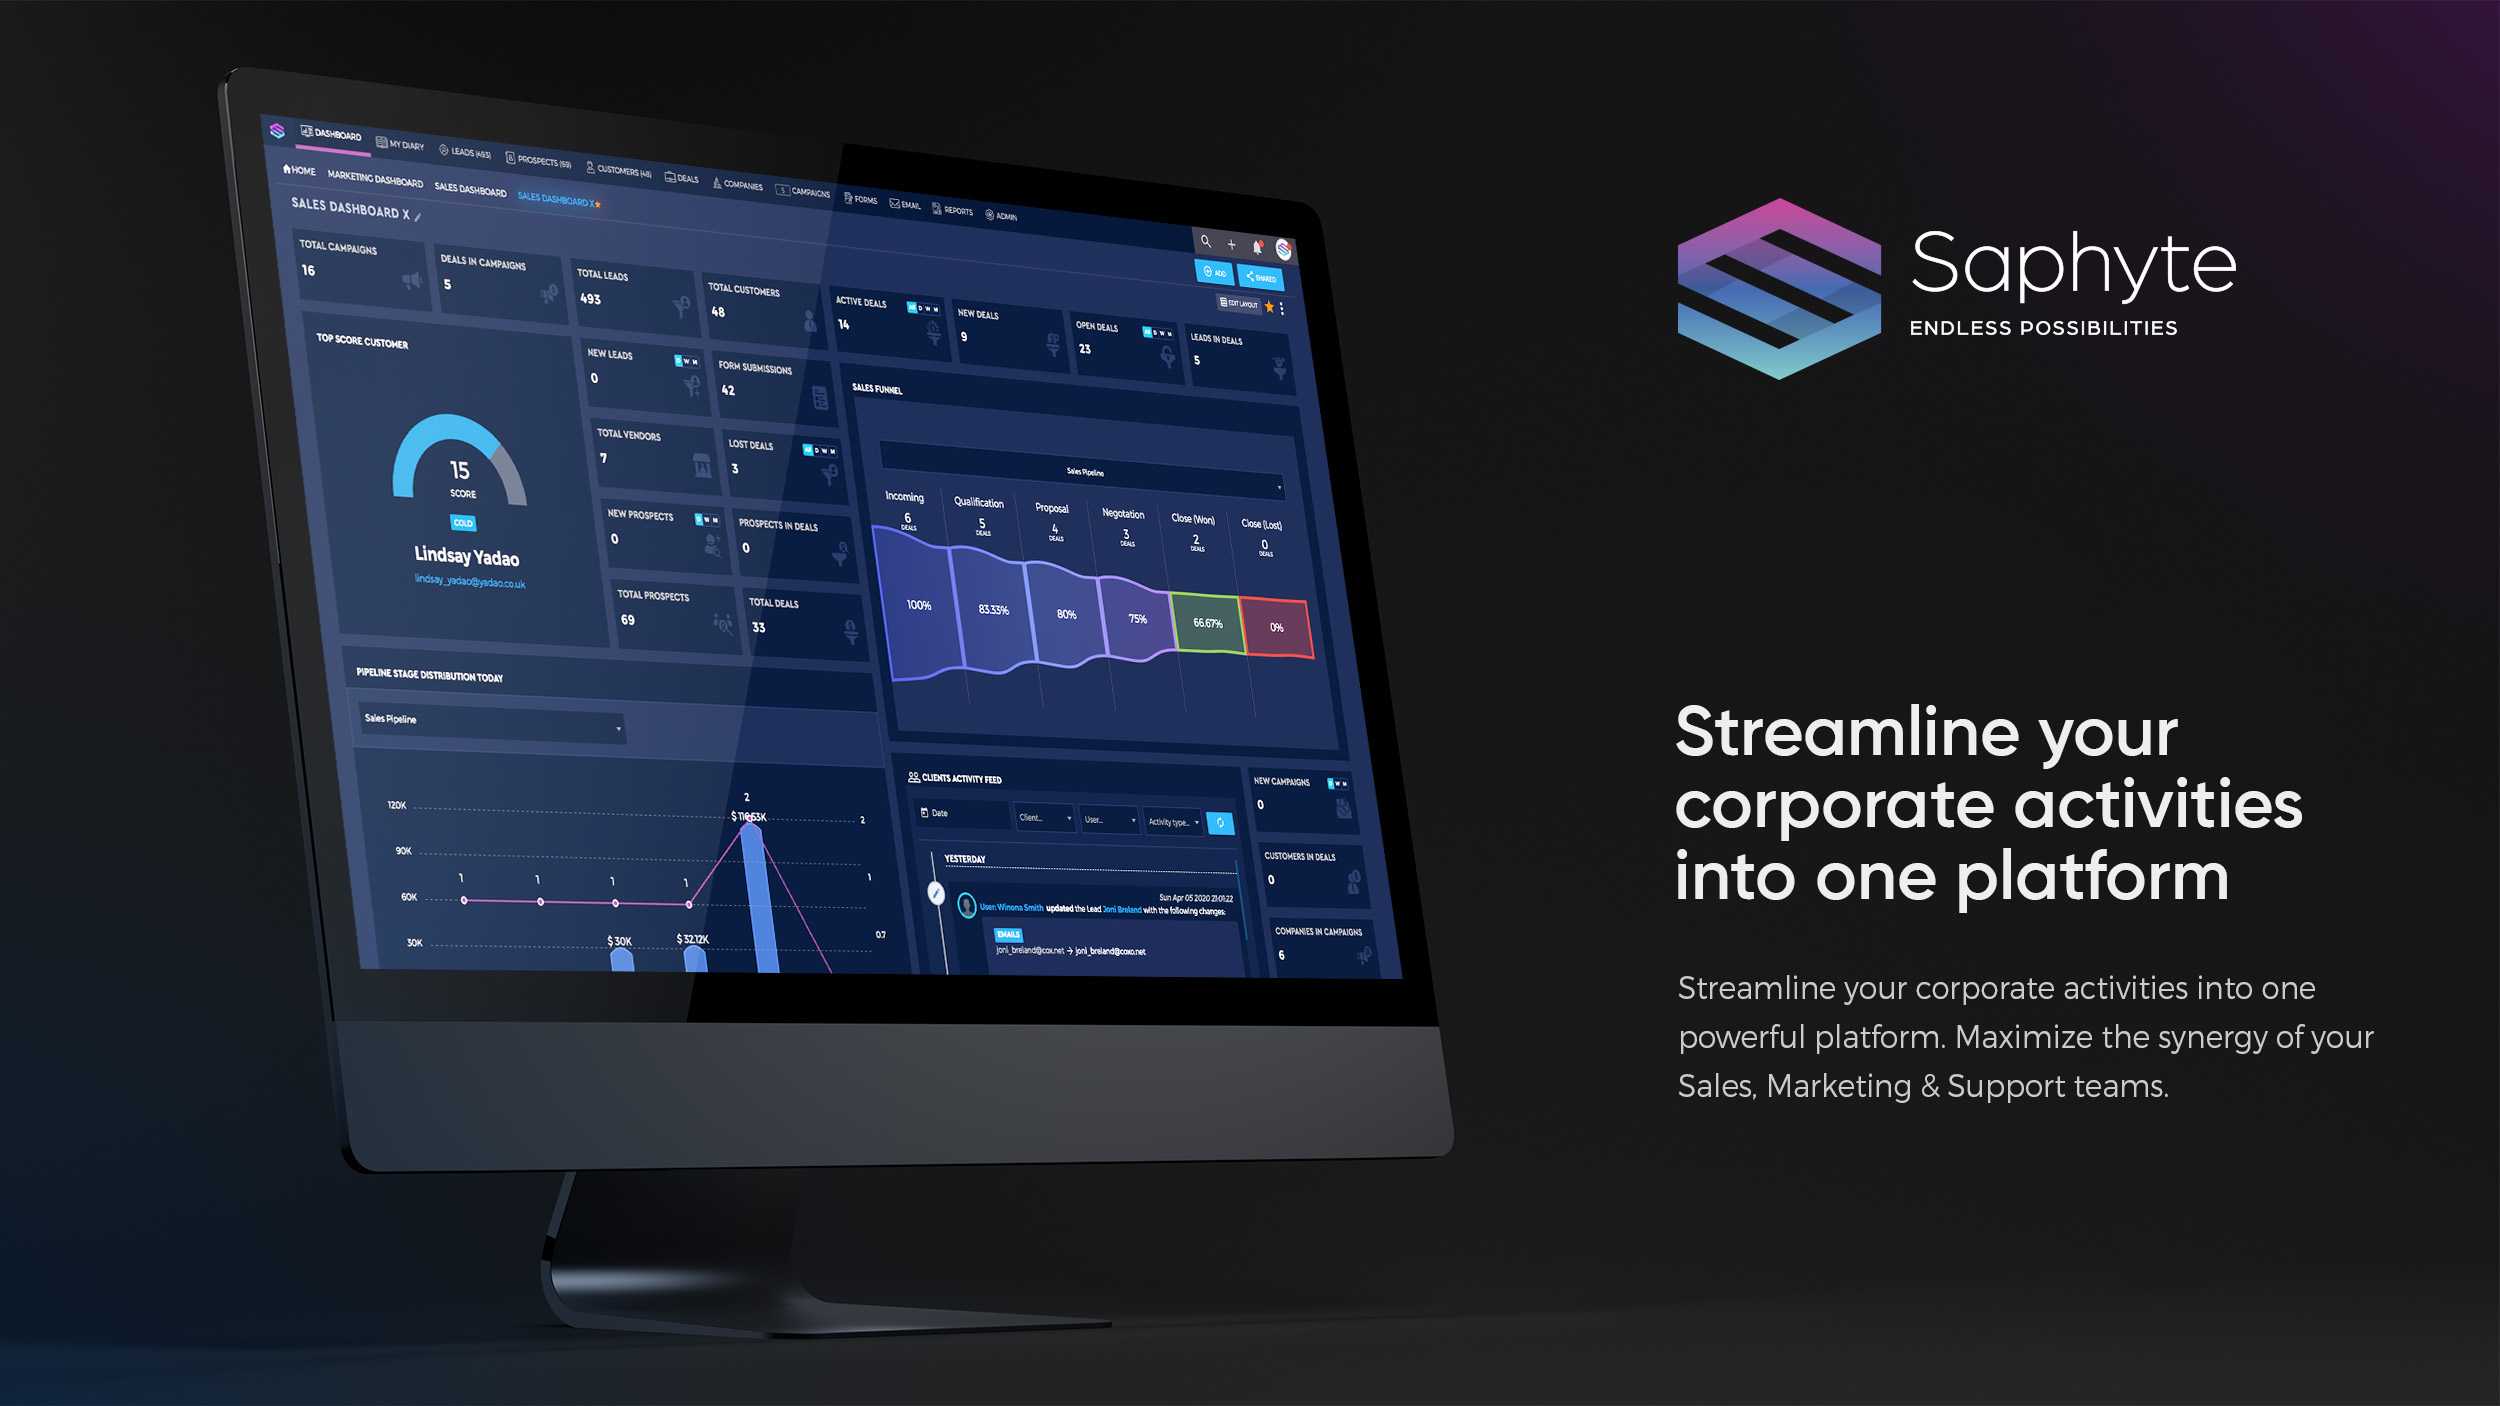 DASHBOARD
MY DIARY
LEADS (493)
PROSPECTS (69)
CUSTOMERS (48)
DEALS
COMPANIES
CAMPAIGNS
FORMS
EMAIL
REPORTS
ADMIN
HOME
MARKETING DASHBOARD
SALES DASHBOARD
SALES DASHBOARD X
SALES DASHBOARD X
ADD
SHARED
EDIT LAYOUT
TOTAL CAMPAIGNS
16
DEALS IN CAMPAIGNS
5
TOTAL LEADS
493
TOTAL CUSTOMERS
48
ACTIVE DEALS
All D W M
14
NEW DEALS
9
OPEN DEALS
All D W M
23
LEADS IN DEALS
5
TOP SCORE CUSTOMER
15
SCORE
COLD
Lindsay Yadao
lindsay_yadao@yadao.co.uk
NEW LEADS
D W M
0
FORM SUBMISSIONS
42
TOTAL VENDORS
7
LOST DEALS
All D W M
3
NEW PROSPECTS
D W M
0
PROSPECTS IN DEALS
0
TOTAL PROSPECTS
69
TOTAL DEALS
33
SALES FUNNEL
Sales Pipeline
Incoming
6
DEALS
Qualification
5
DEALS
Proposal
4
DEALS
Negotation
3
DEALS
Close (Won)
2
DEALS
Close (Lost)
0
DEALS
100%
83.33%
80%
75%
66.67%
0%
PIPELINE STAGE DISTRIBUTION TODAY
Sales Pipeline
120K
90K
60K
30K
1
1
1
1
2
$ 30K
$ 32.12K
2
1
0.7
CLIENTS ACTIVITY FEED
Date
Client...
User...
Activity type...
YESTERDAY
Sun Apr 05 2020 21:01:22
User: Winona Smith updated the Lead Joni Breland with the following changes:
EMAILS
joni_breland@cox.net → joni_breland@coxo.net
NEW CAMPAIGNS
D W M
0
CUSTOMERS IN DEALS
0
COMPANIES IN CAMPAIGNS
6
Saphyte
ENDLESS POSSIBILITIES
Streamline your
corporate activities
into one platform
Streamline your corporate activities into one
powerful platform. Maximize the synergy of your
Sales, Marketing & Support teams.